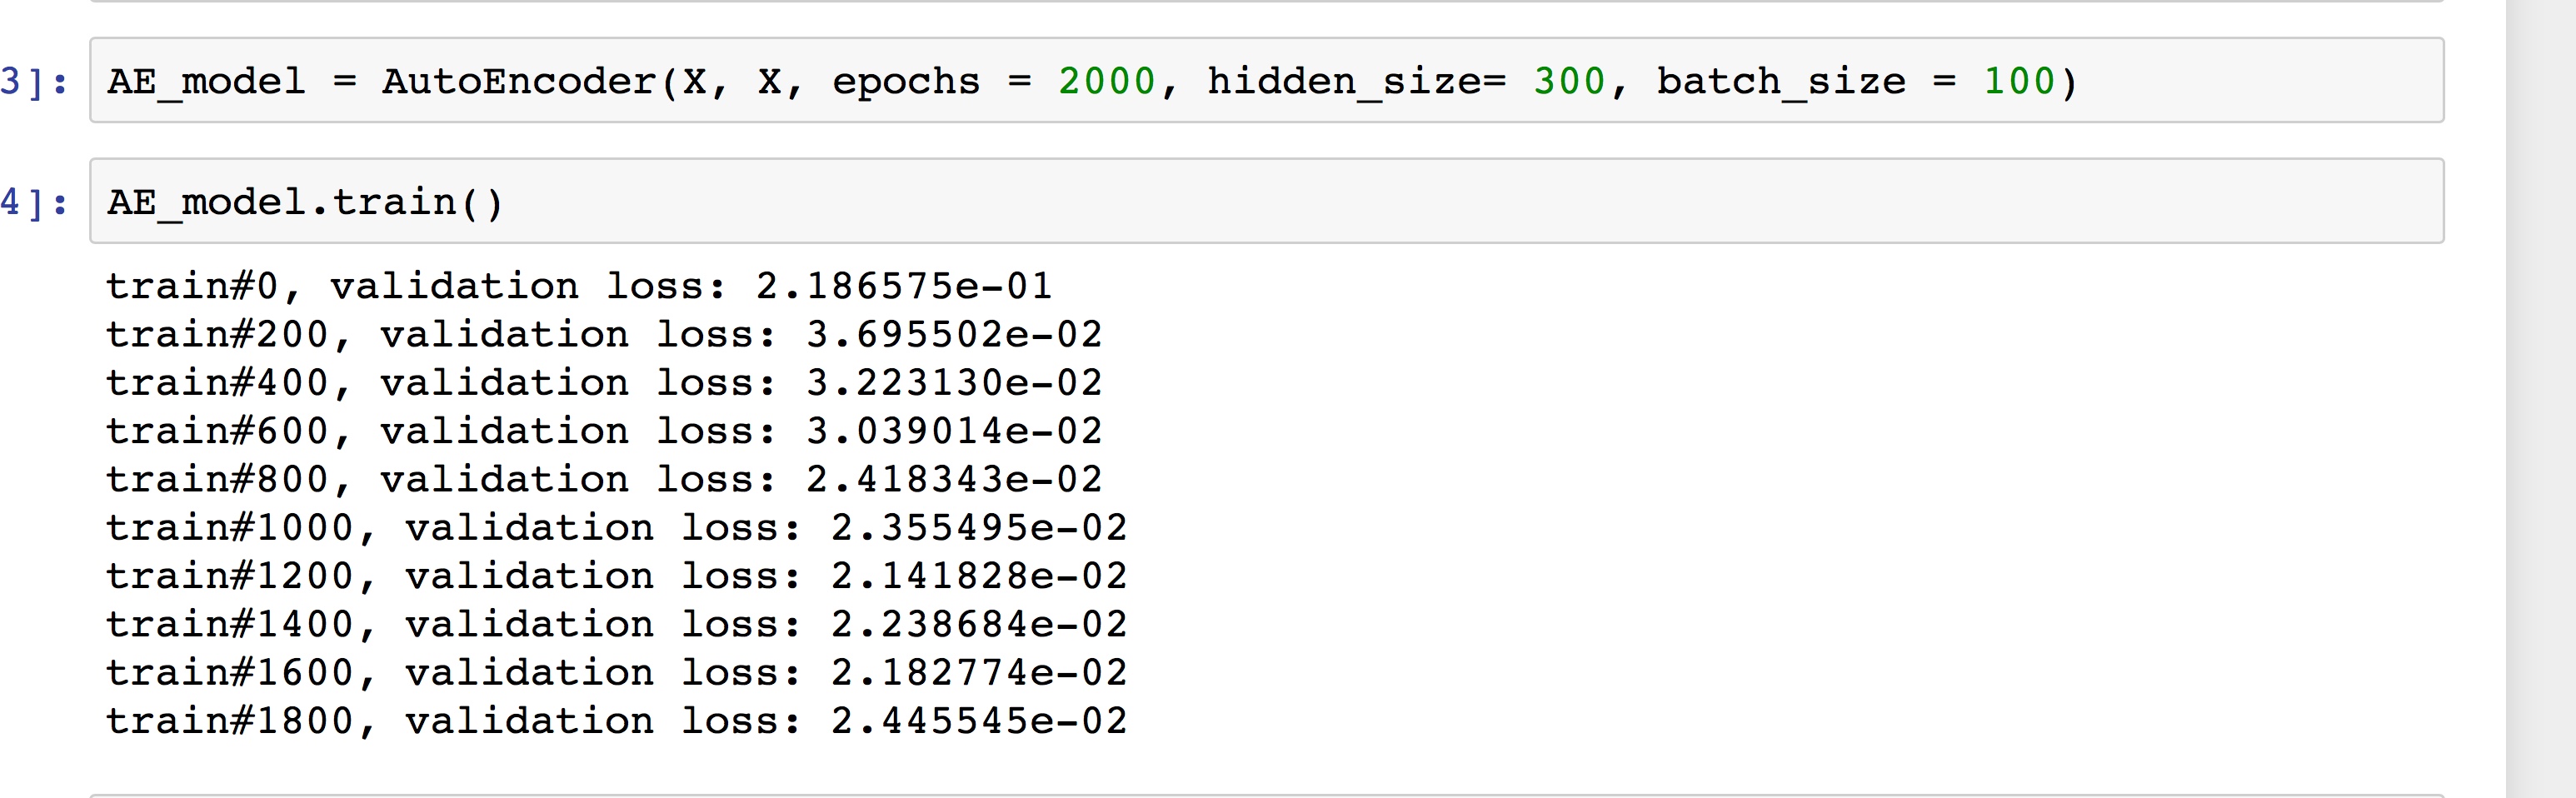 3]: AE_model = AutoEncoder(X, X, epochs = 2000, hidden_size= 300, batch_size = 100)
4]: AE_model.train()
train#0, validation loss: 2.186575e-01
train#200, validation loss: 3.695502e-02
train#400, validation loss: 3.223130e-02
train#600, validation loss: 3.039014e-02
train#800, validation loss: 2.418343e-02
train#1000, validation loss: 2.355495e-02
train#1200, validation loss: 2.141828e-02
train#1400, validation loss: 2.238684e-02
train#1600, validation loss: 2.182774e-02
train#1800, validation loss: 2.445545e-02